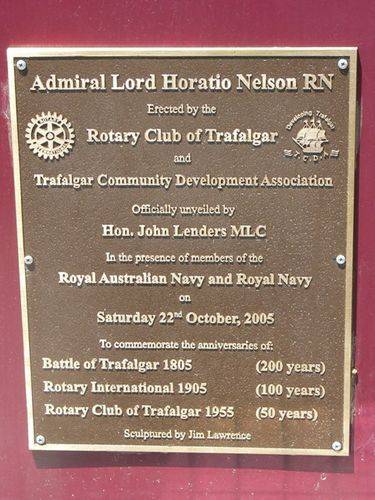 Admiral Lord Horatio Nelson RN
Erected by the
Rotary Club of Trafalgar
and
Trafalgar Community Development Association
Officially unveiled by
Hon. John Lenders MLC
In the presence of members of the
Royal Australian Navy and Royal Navy
on
Saturday 22nd October, 2005
To commemorate the anniversaries of:
Battle of Trafalgar 1805 (200 years)
Rotary International 1905 (100 years)
Rotary Club of Trafalgar 1955 (50 years)
Sculptured by Jim Lawrence
Developing Trafalgar
T.C.D.A